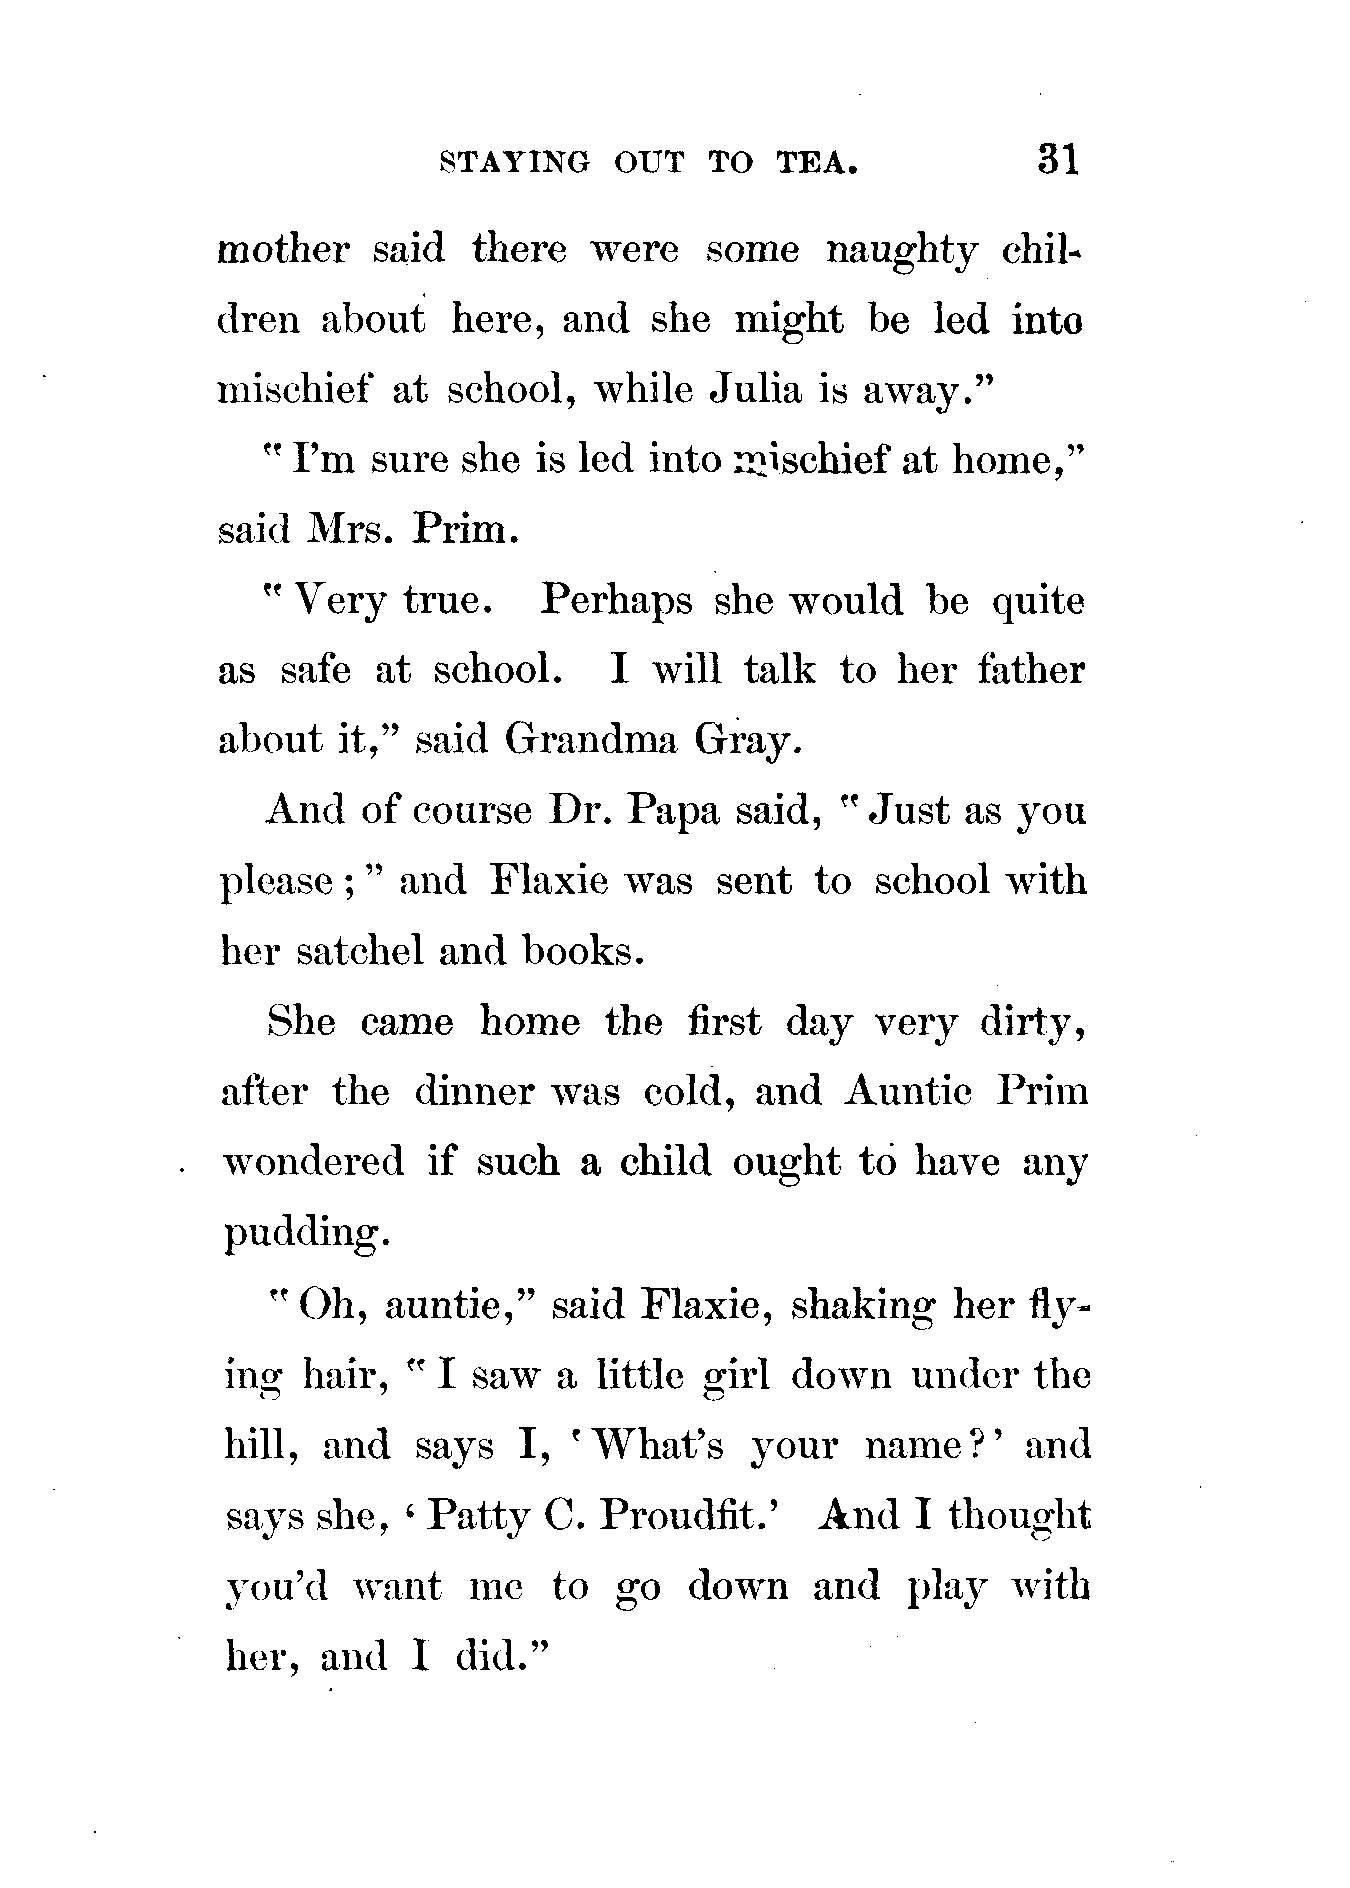 STAYING OUT TO TEA. 31
mother said there were some naughty chil-
dren about here, and she might be led into
mischief at school, while Julia is away.”
“ I’m sure she is led into mischief at home,”
said Mrs. Prim.
“ Very true. Perhaps she would be quite
as safe at school. I will talk to her father
about it,” said Grandma Gray.
And of course Dr. Papa said, “ Just as you
please ; ” and Flaxie was sent to school with
her satchel and books.
She came home the first day very dirty,
after the dinner was cold, and Auntie Prim
wondered if such a child ought to have any
pudding.
“ Oh, auntie,” said Flaxie, shaking her fly-
ing hair, “ I saw a little girl down under the
hill, and says I, ‘ What’s your name ? ’ and
says she, ‘ Patty C. Proudfit.’ And I thought
you’d want me to go down and play with
her, and I did.”